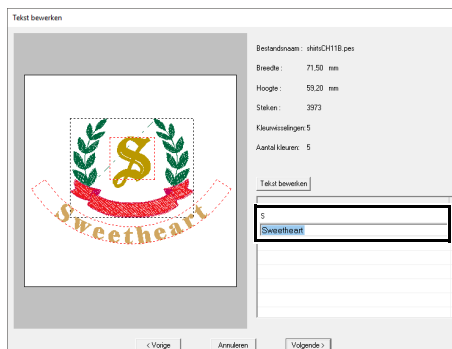 Tekst bewerken
Bestandsnaam : shirtsCH11B.pes
Breedte : 71,50 mm
Hoogte : 59,20 mm
Steken : 3973
Kleurwisselingen: 5
Aantal kleuren: 5
S
Sweetheart
Tekst bewerken
S
Sweetheart
< Vorige
Annuleren
Volgende >